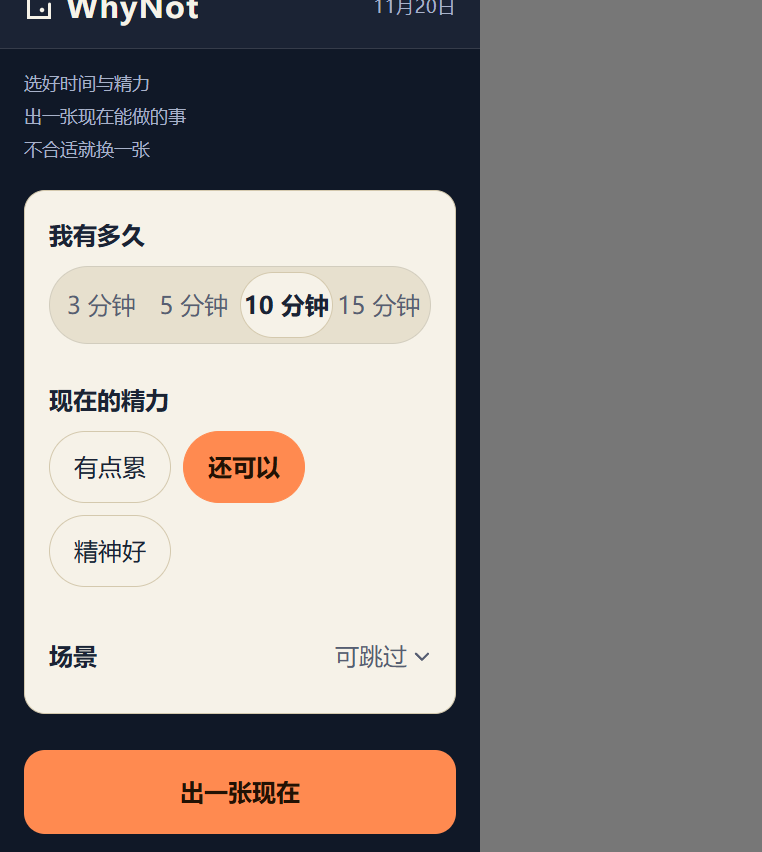 WhyNot 11月20日
选好时间与精力
出一张现在能做的事
不合适就换一张
我有多久
3 分钟 5 分钟 10 分钟 15 分钟
现在的精力
有点累 还可以
精神好
场景 可跳过
出一张现在